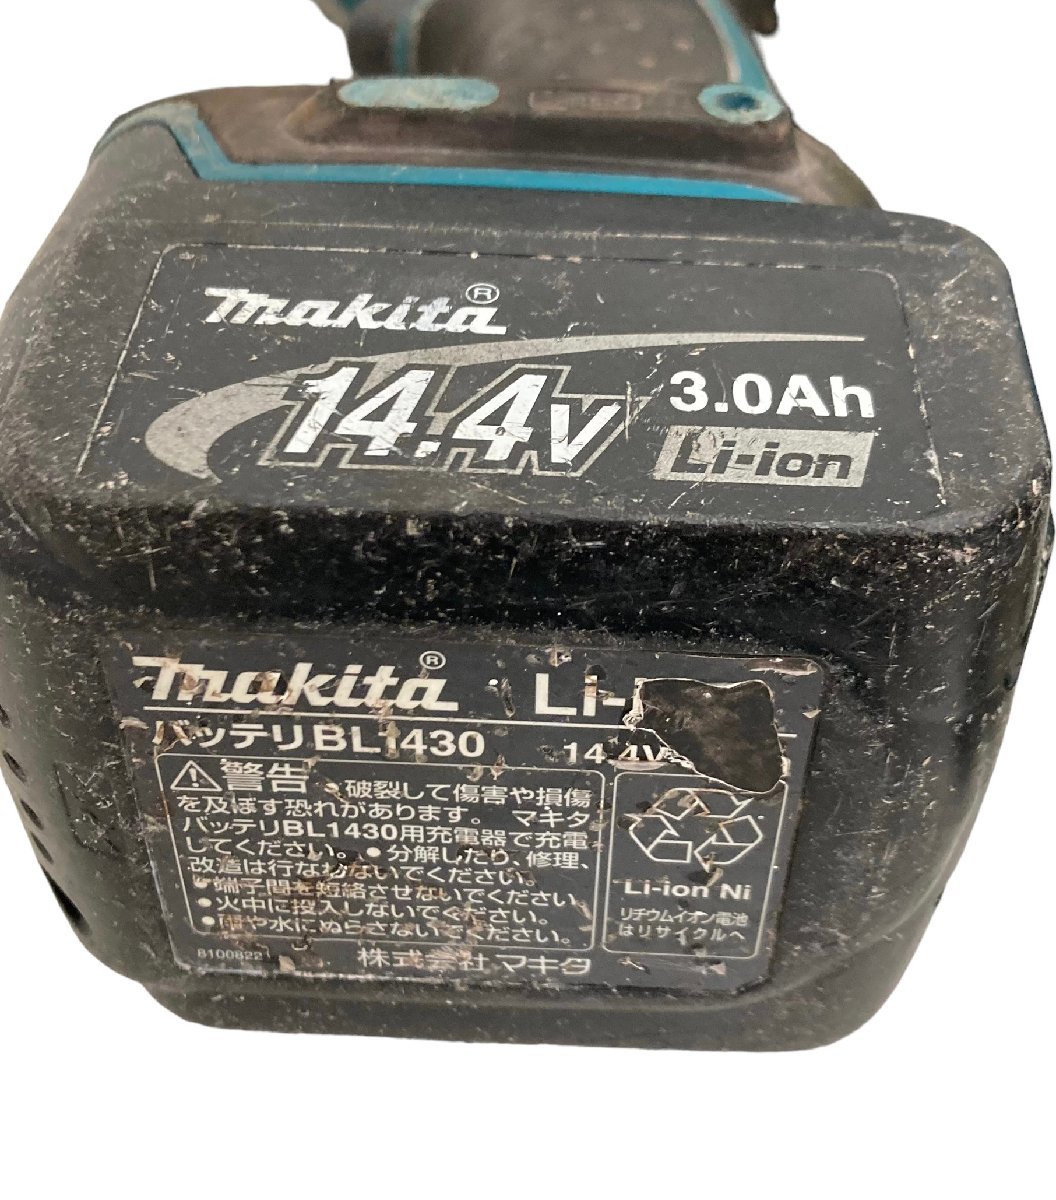 makita®
14.4V
3.0Ah
Li-ion
makita®
Li-
バッテリBL1430
14.4V
警告
●破裂して傷害や損傷
を及ぼす恐れがあります。マキタ
バッテリBL1430用充電器で充電
してください。●分解したり、修理、
改造は行なわないでください。
●端子間を短絡させないでください。
●火中に投入しないでください。
●雨や水にぬらさないでください。
Li-ion Ni
リチウムイオン電池
はリサイクルへ
8100822
株式会社マキタ